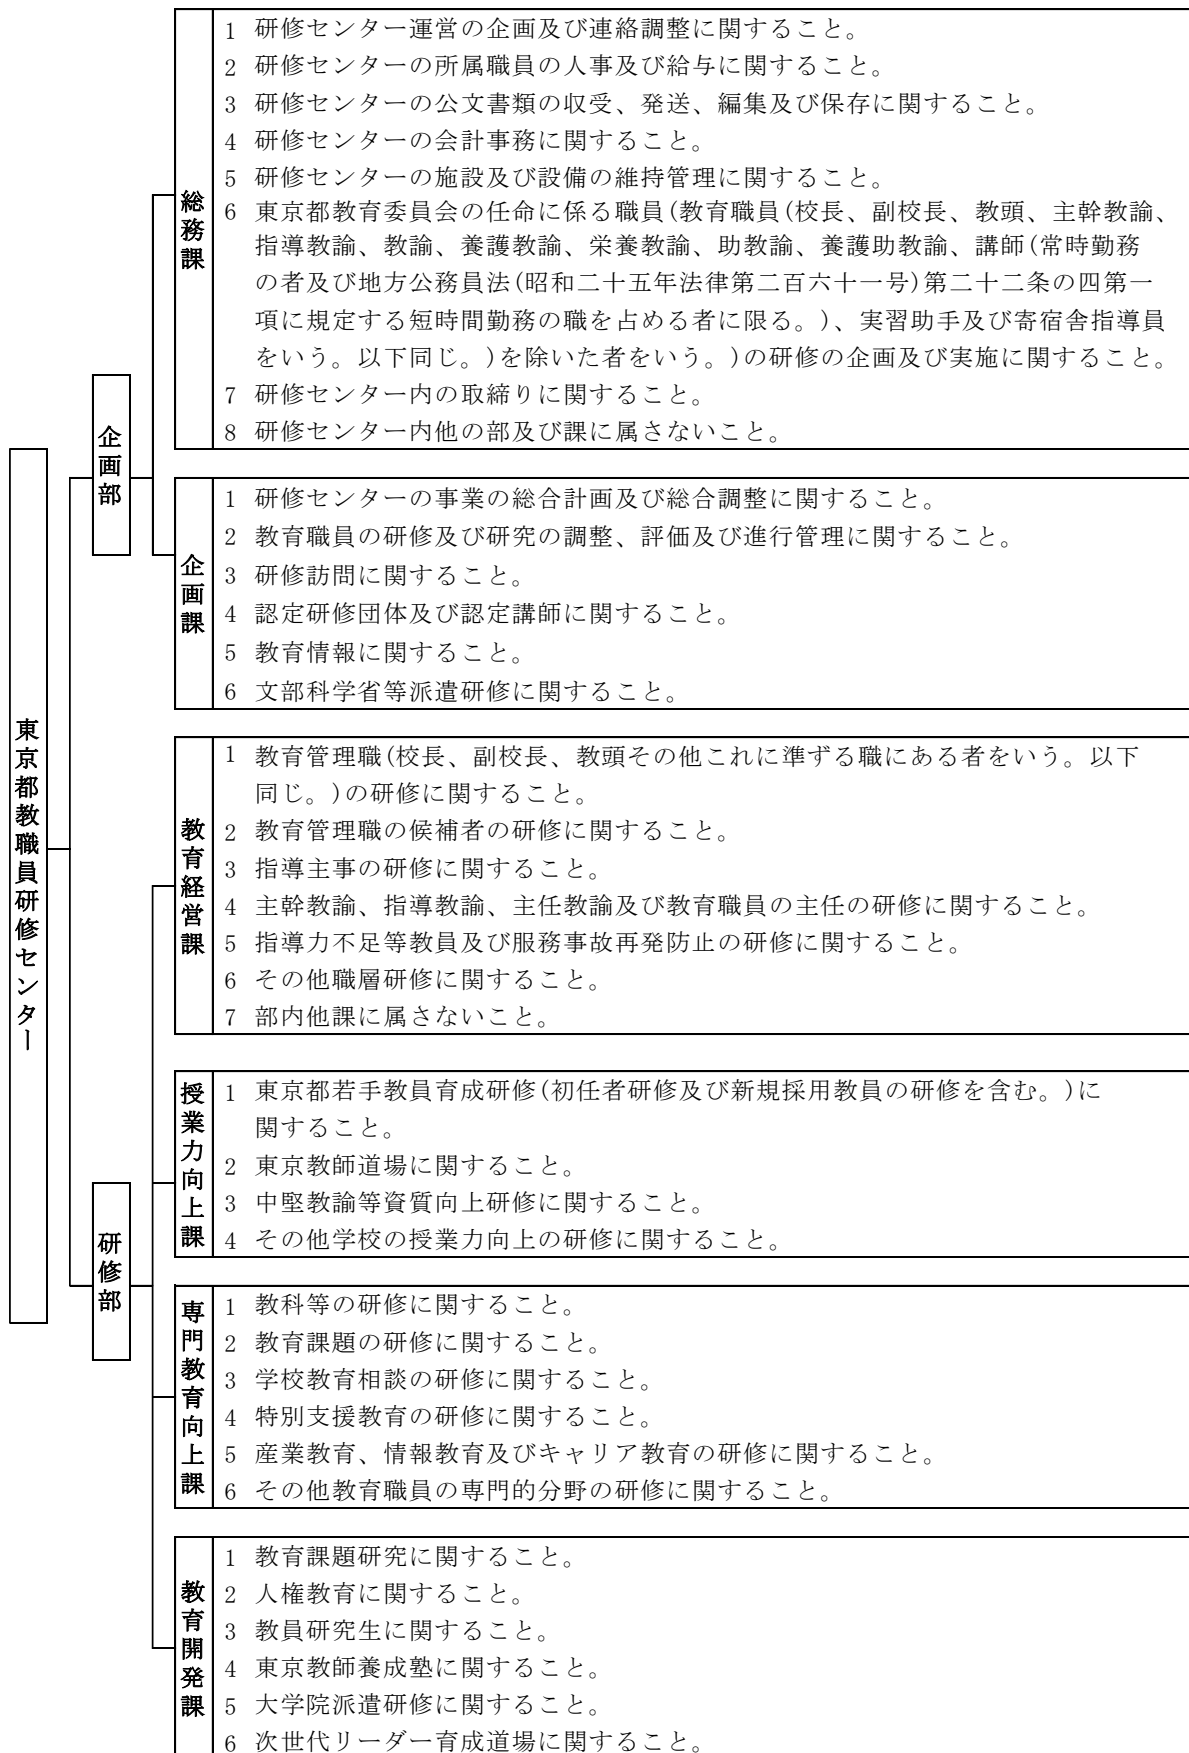 東京都教職員研修センター
企画部
総務課
1 研修センター運営の企画及び連絡調整に関すること。
2 研修センターの所属職員の人事及び給与に関すること。
3 研修センターの公文書類の収受、発送、編集及び保存に関すること。
4 研修センターの会計事務に関すること。
5 研修センターの施設及び設備の維持管理に関すること。
6 東京都教育委員会の任命に係る職員(教育職員(校長、副校長、教頭、主幹教諭、
指導教諭、教諭、養護教諭、栄養教諭、助教諭、養護助教諭、講師(常時勤務
の者及び地方公務員法(昭和二十五年法律第二百六十一号)第二十二条の四第一
項に規定する短時間勤務の職を占める者に限る。)、実習助手及び寄宿舎指導員
をいう。以下同じ。)を除いた者をいう。)の研修の企画及び実施に関すること。
7 研修センター内の取締りに関すること。
8 研修センター内他の部及び課に属さないこと。
企画課
1 研修センターの事業の総合計画及び総合調整に関すること。
2 教育職員の研修及び研究の調整、評価及び進行管理に関すること。
3 研修訪問に関すること。
4 認定研修団体及び認定講師に関すること。
5 教育情報に関すること。
6 文部科学省等派遣研修に関すること。
研修部
教育経営課
1 教育管理職(校長、副校長、教頭その他これに準ずる職にある者をいう。以下
同じ。)の研修に関すること。
2 教育管理職の候補者の研修に関すること。
3 指導主事の研修に関すること。
4 主幹教諭、指導教諭、主任教諭及び教育職員の主任の研修に関すること。
5 指導力不足等教員及び服務事故再発防止の研修に関すること。
6 その他職層研修に関すること。
7 部内他課に属さないこと。
授業力向上課
1 東京都若手教員育成研修(初任者研修及び新規採用教員の研修を含む。)に
関すること。
2 東京教師道場に関すること。
3 中堅教諭等資質向上研修に関すること。
4 その他学校の授業力向上の研修に関すること。
専門教育向上課
1 教科等の研修に関すること。
2 教育課題の研修に関すること。
3 学校教育相談の研修に関すること。
4 特別支援教育の研修に関すること。
5 産業教育、情報教育及びキャリア教育の研修に関すること。
6 その他教育職員の専門的分野の研修に関すること。
教育開発課
1 教育課題研究に関すること。
2 人権教育に関すること。
3 教員研究生に関すること。
4 東京教師養成塾に関すること。
5 大学院派遣研修に関すること。
6 次世代リーダー育成道場に関すること。